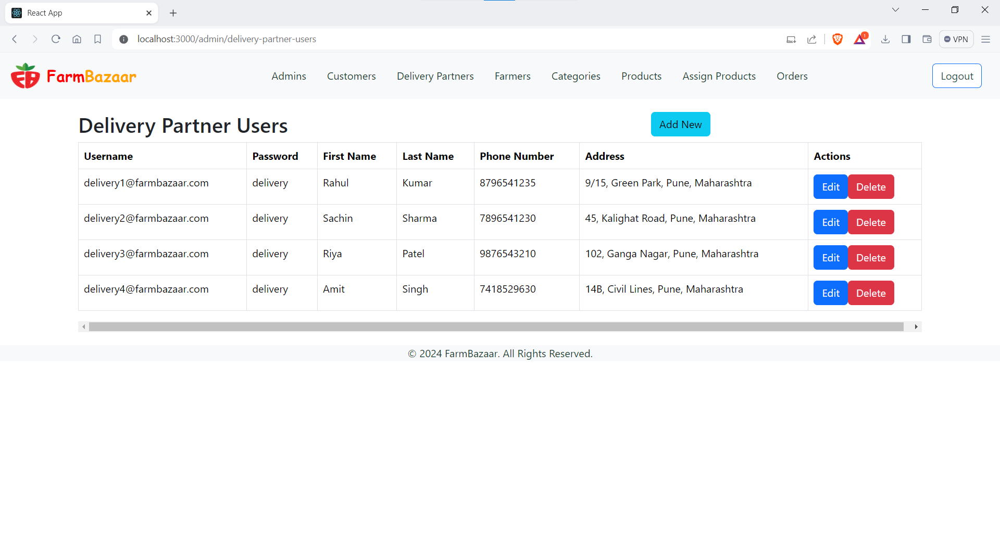 React App
localhost:3000/admin/delivery-partner-users
1
VPN
FarmBazaar Admins Customers Delivery Partners Farmers Categories Products Assign Products Orders Logout
Delivery Partner Users Add New
Username Password First Name Last Name Phone Number Address Actions
delivery1@farmbazaar.com delivery Rahul Kumar 8796541235 9/15, Green Park, Pune, Maharashtra Edit Delete
delivery2@farmbazaar.com delivery Sachin Sharma 7896541230 45, Kalighat Road, Pune, Maharashtra Edit Delete
delivery3@farmbazaar.com delivery Riya Patel 9876543210 102, Ganga Nagar, Pune, Maharashtra Edit Delete
delivery4@farmbazaar.com delivery Amit Singh 7418529630 14B, Civil Lines, Pune, Maharashtra Edit Delete
© 2024 FarmBazaar. All Rights Reserved.